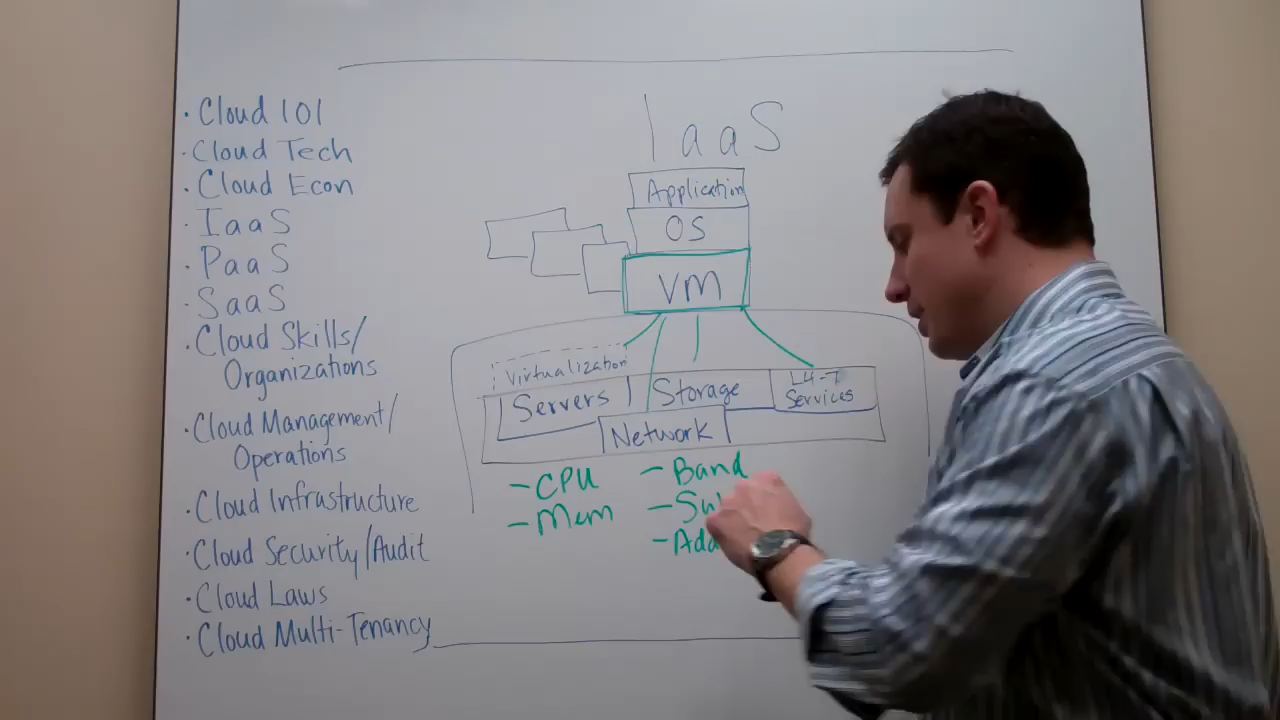 · Cloud 101
· Cloud Tech
· Cloud Econ
· IaaS
· PaaS
· SaaS
· Cloud Skills/
Organizations
· Cloud Management/
Operations
· Cloud Infrastructure
· Cloud Security/Audit
· Cloud Laws
· Cloud Multi-Tenancy
IaaS
Application
OS
VM
Virtualization
Servers
Storage
L4-7
Services
Network
- CPU
- Mem
- Band